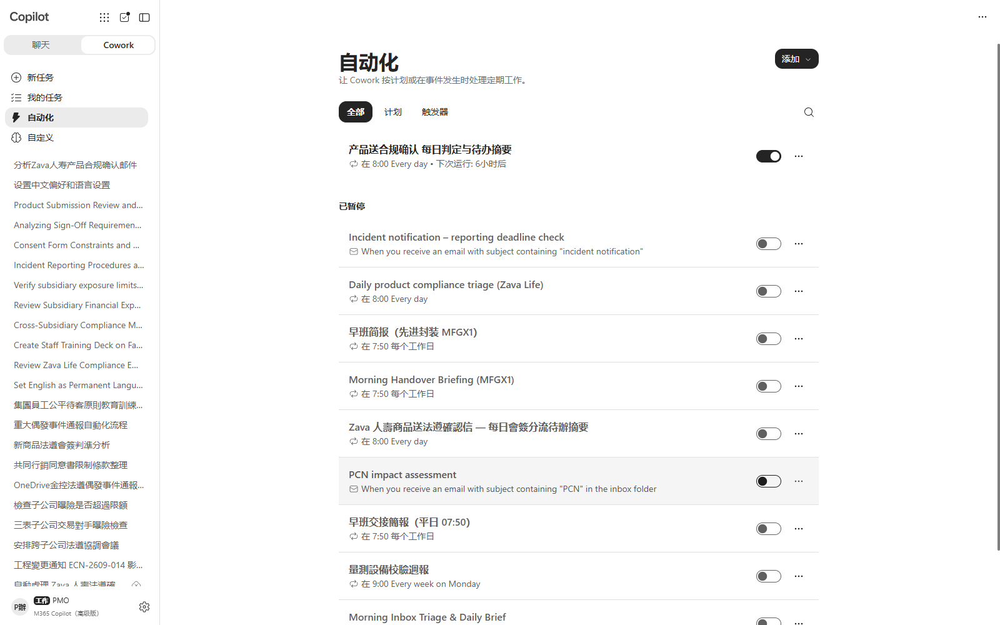 Copilot
聊天
Cowork
新任务
我的任务
自动化
自定义
分析Zava人寿产品合规确认邮件
设置中文偏好和语言设置
Product Submission Review and...
Analyzing Sign-Off Requiremen...
Consent Form Constraints and ...
Incident Reporting Procedures a...
Verify subsidiary exposure limits...
Review Subsidiary Financial Exp...
Cross-Subsidiary Compliance M...
Create Staff Training Deck on Fa...
Review Zava Life Compliance E...
Set English as Permanent Langu...
集團員工公平待客原則教育訓練...
重大偶發事件通報自動化流程
新商品法遵會簽判準分析
共同行銷同意書限制條款整理
OneDrive金控法遵偶發事件通報...
檢查子公司曝險是否超過限額
三表子公司交易對手曝險檢查
安排跨子公司法遵協調會議
工程變更通知 ECN-2609-014 影...
自動處理 Zava 人壽法遵確
P辦
工作 PMO
M365 Copilot（高级版）
自动化
添加
让 Cowork 按计划或在事件发生时处理定期工作。
全部
计划
触发器
产品送合规确认 每日判定与待办摘要
在 8:00 Every day • 下次运行: 6小时后
已暂停
Incident notification – reporting deadline check
When you receive an email with subject containing "incident notification"
Daily product compliance triage (Zava Life)
在 8:00 Every day
早班简报（先进封装 MFGX1）
在 7:50 每个工作日
Morning Handover Briefing (MFGX1)
在 7:50 每个工作日
Zava 人壽商品送法遵確認信 — 每日會簽分流待辦摘要
在 8:00 Every day
PCN impact assessment
When you receive an email with subject containing "PCN" in the inbox folder
早班交接簡報（平日 07:50）
在 7:50 每个工作日
量測設備校驗週報
在 9:00 Every week on Monday
Morning Inbox Triage & Daily Brief